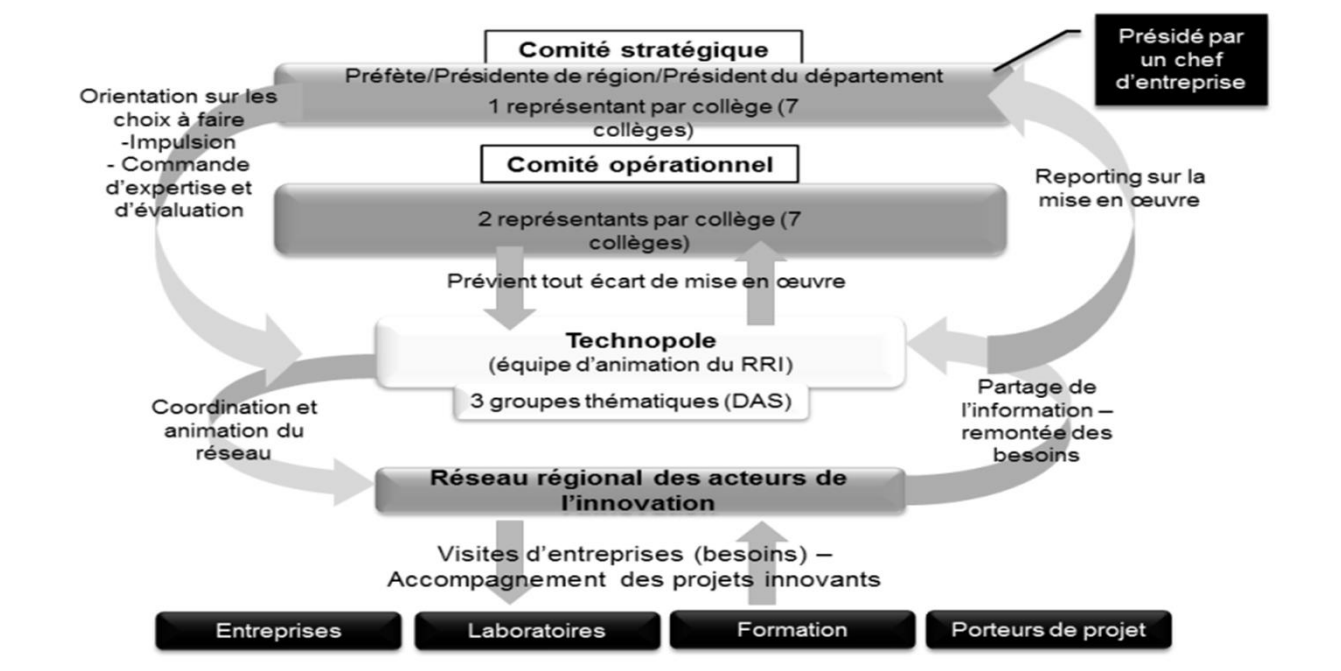 Comité stratégique
Présidé par
un chef
d'entreprise
Préfète/Présidente de région/Président du département
1 représentant par collège (7
collèges)
Orientation sur les
choix à faire
-Impulsion
- Commande
d'expertise et
d'évaluation
Comité opérationnel
Reporting sur la
mise en œuvre
2 représentants par collège (7
collèges)
Prévient tout écart de mise en œuvre
Technopole
(équipe d'animation du RRI)
3 groupes thématiques (DAS)
Coordination et
animation du
réseau
Partage de
l'information –
remontée des
besoins
Réseau régional des acteurs de
l'innovation
Visites d'entreprises (besoins) –
Accompagnement des projets innovants
Entreprises
Laboratoires
Formation
Porteurs de projet